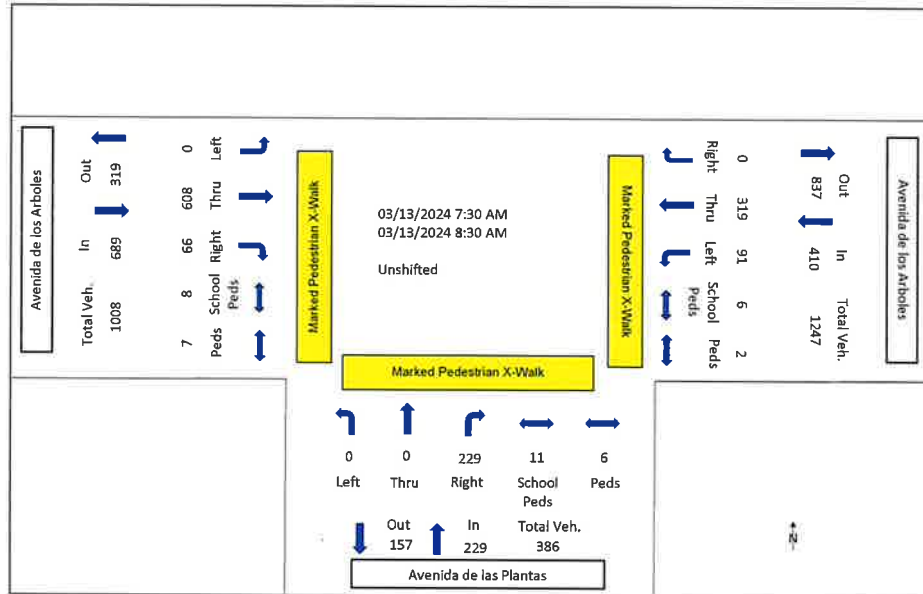 Avenida de los Arboles
Out
319
In
689
Total Veh.
1008
0
Left
608
Thru
66
Right
8
School
Peds
7
Peds
Marked Pedestrian X-Walk
03/13/2024 7:30 AM
03/13/2024 8:30 AM
Unshifted
Marked Pedestrian X-Walk
Right
0
Thru
319
Left
91
School
Peds
6
Peds
2
Out
837
In
410
Total Veh.
1247
Avenida de los Arboles
Marked Pedestrian X-Walk
0 0 229 11 6
Left Thru Right School Peds
Peds
Out In Total Veh.
157 229 386
Avenida de las Plantas
N